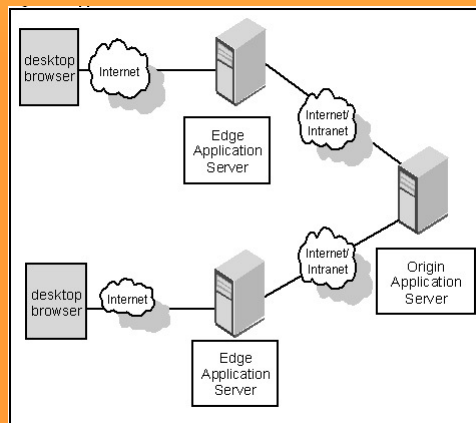 desktop
browser
Internet
Edge
Application
Server
Internet/
Intranet
Origin
Application
Server
Internet/
Intranet
desktop
browser
Internet
Edge
Application
Server